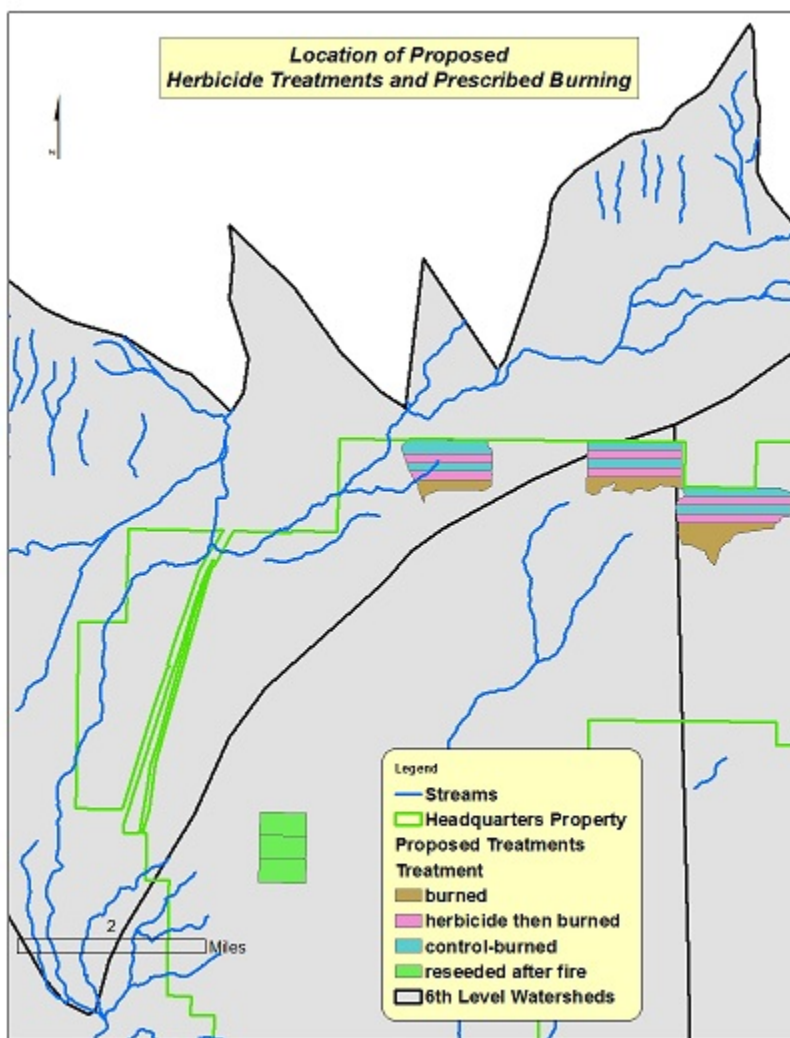 Location of Proposed
Herbicide Treatments and Prescribed Burning
N
Legend
Streams
Headquarters Property
Proposed Treatments
Treatment
burned
herbicide then burned
control-burned
reseeded after fire
6th Level Watersheds
2
Miles